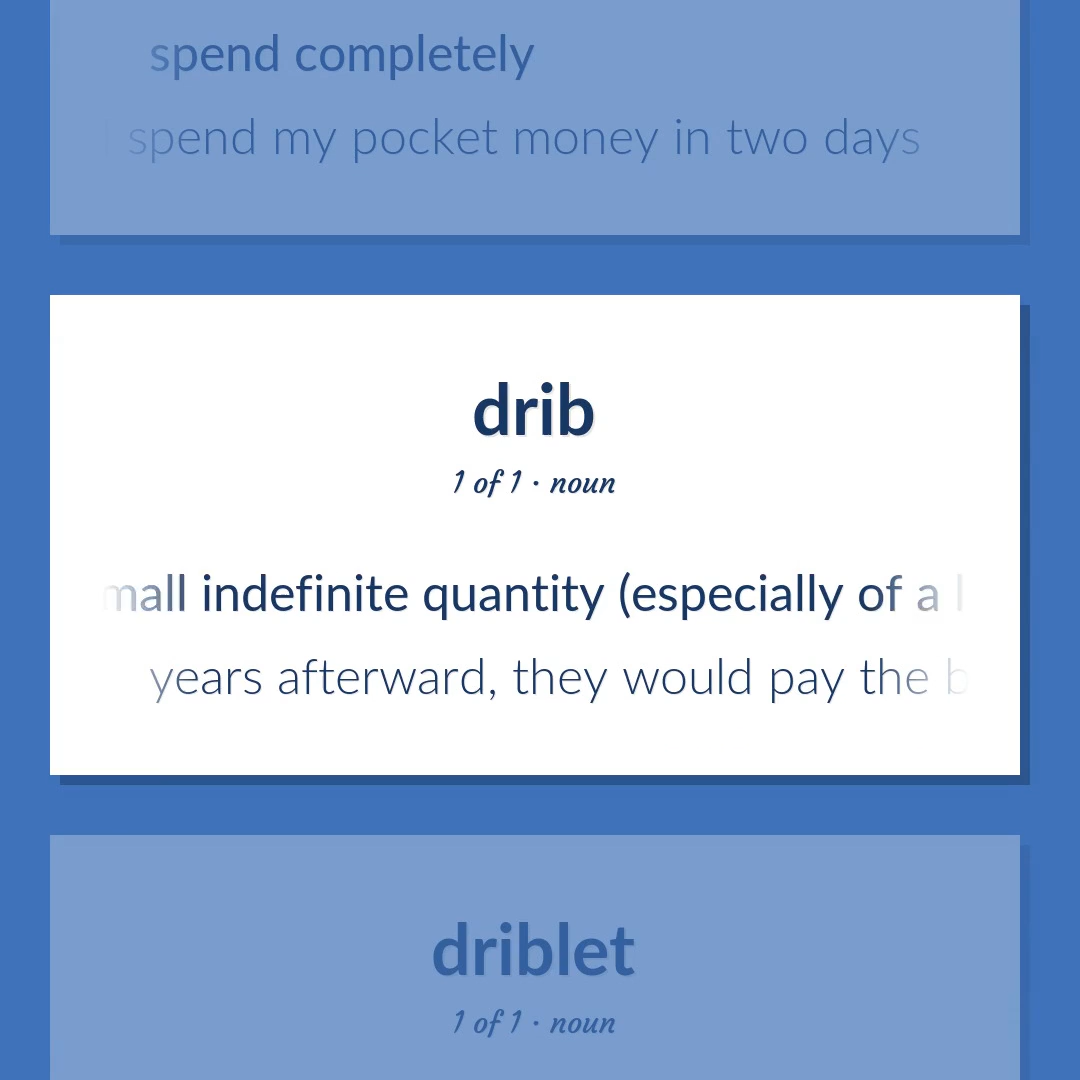 spend completely
spend my pocket money in two days
drib
1 of 1 · noun
mall indefinite quantity (especially of a l
years afterward, they would pay the b
driblet
1 of 1 · noun